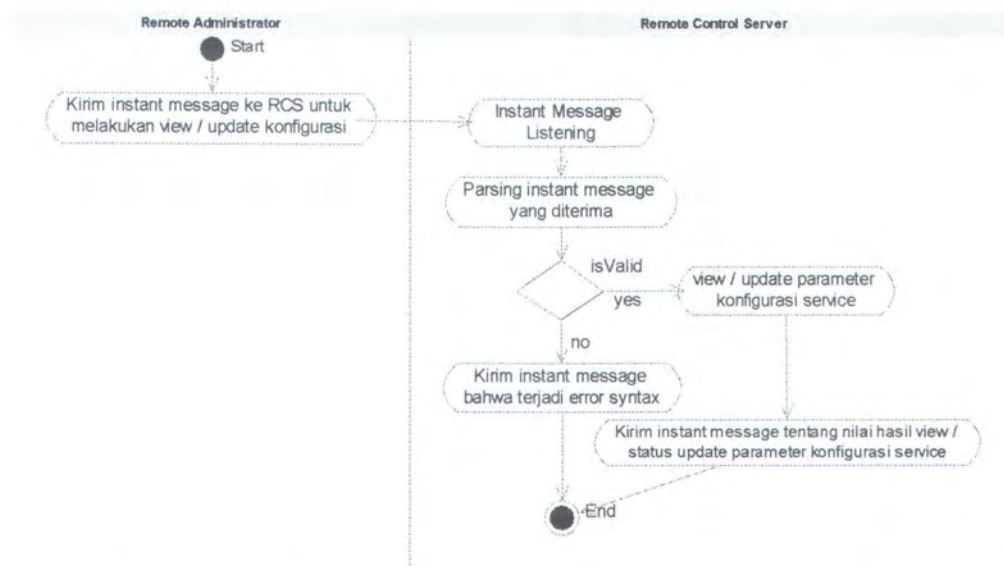 Remote Administrator
Remote Control Server
Start
Kirim instant message ke RCS untuk
melakukan view / update konfigurasi
Instant Message
Listening
Parsing instant message
yang diterima
isValid
yes
view / update parameter
konfigurasi service
no
Kirim instant message
bahwa terjadi error syntax
Kirim instant message tentang nilai hasil view /
status update parameter konfigurasi service
End